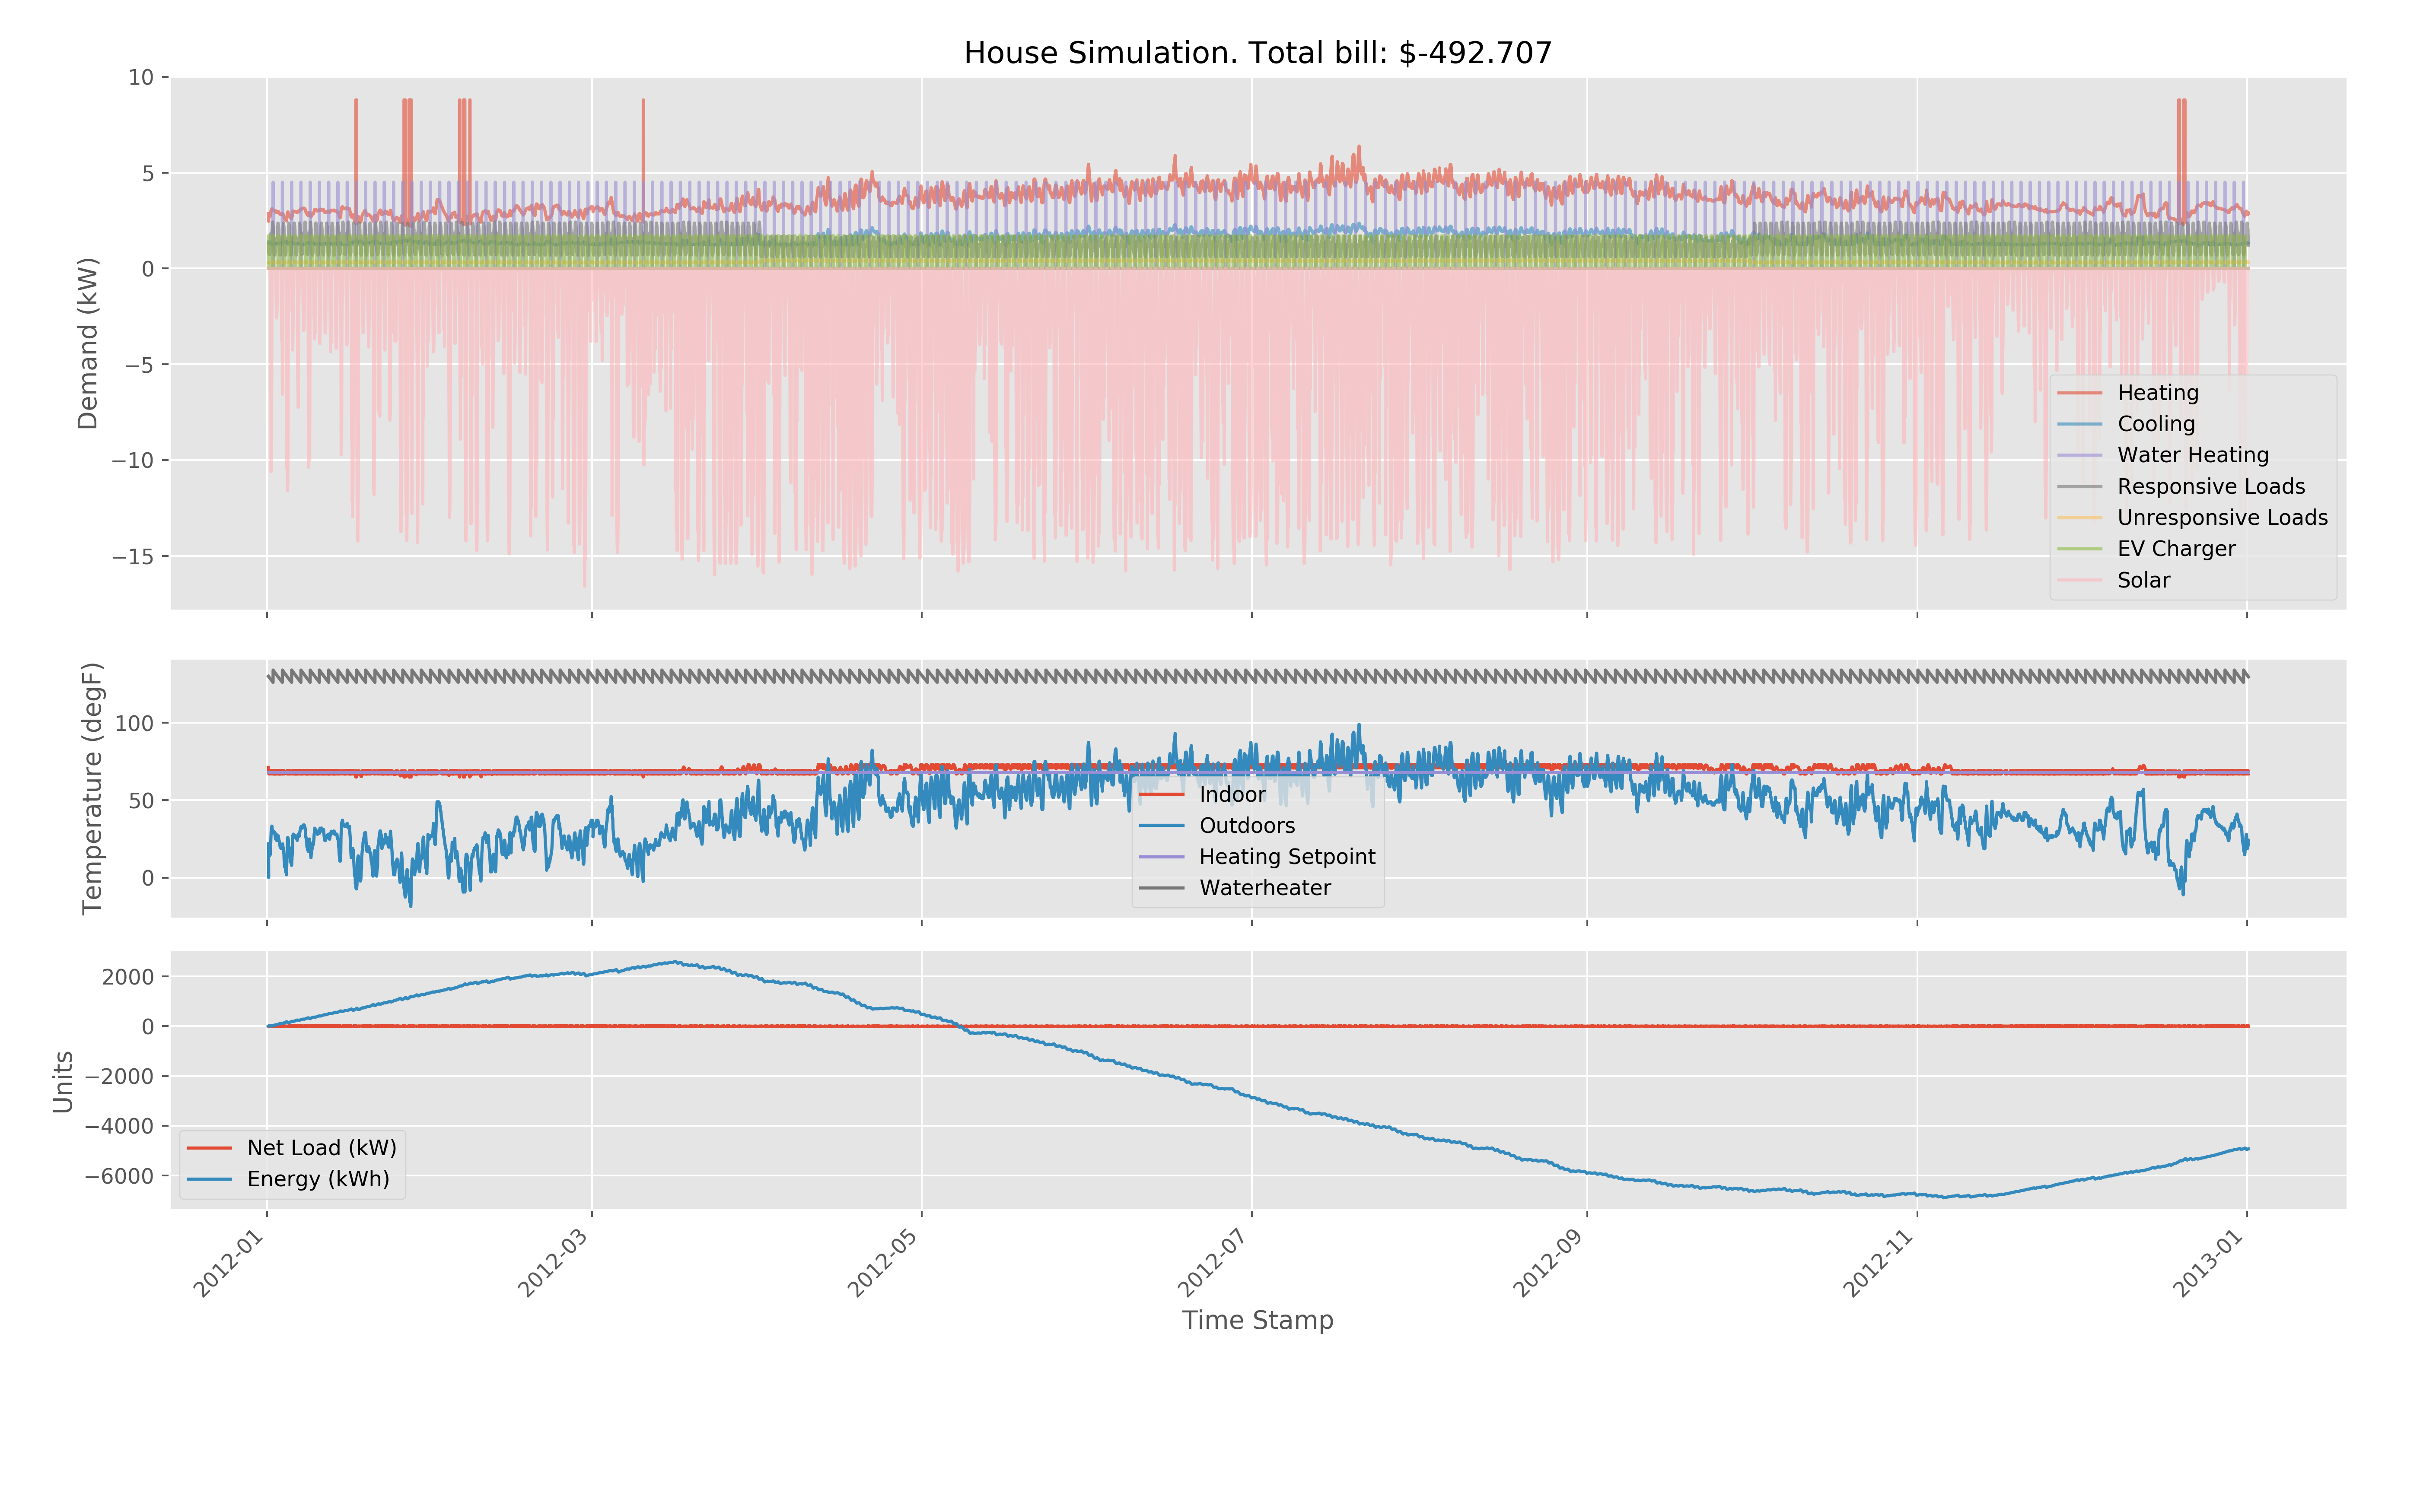 House Simulation. Total bill: $-492.707
Demand (kW)
10
5
0
−5
−10
−15
Heating
Cooling
Water Heating
Responsive Loads
Unresponsive Loads
EV Charger
Solar
Temperature (degF)
100
50
0
Indoor
Outdoors
Heating Setpoint
Waterheater
Units
2000
0
−2000
−4000
−6000
Net Load (kW)
Energy (kWh)
2012-01
2012-03
2012-05
2012-07
2012-09
2012-11
2013-01
Time Stamp